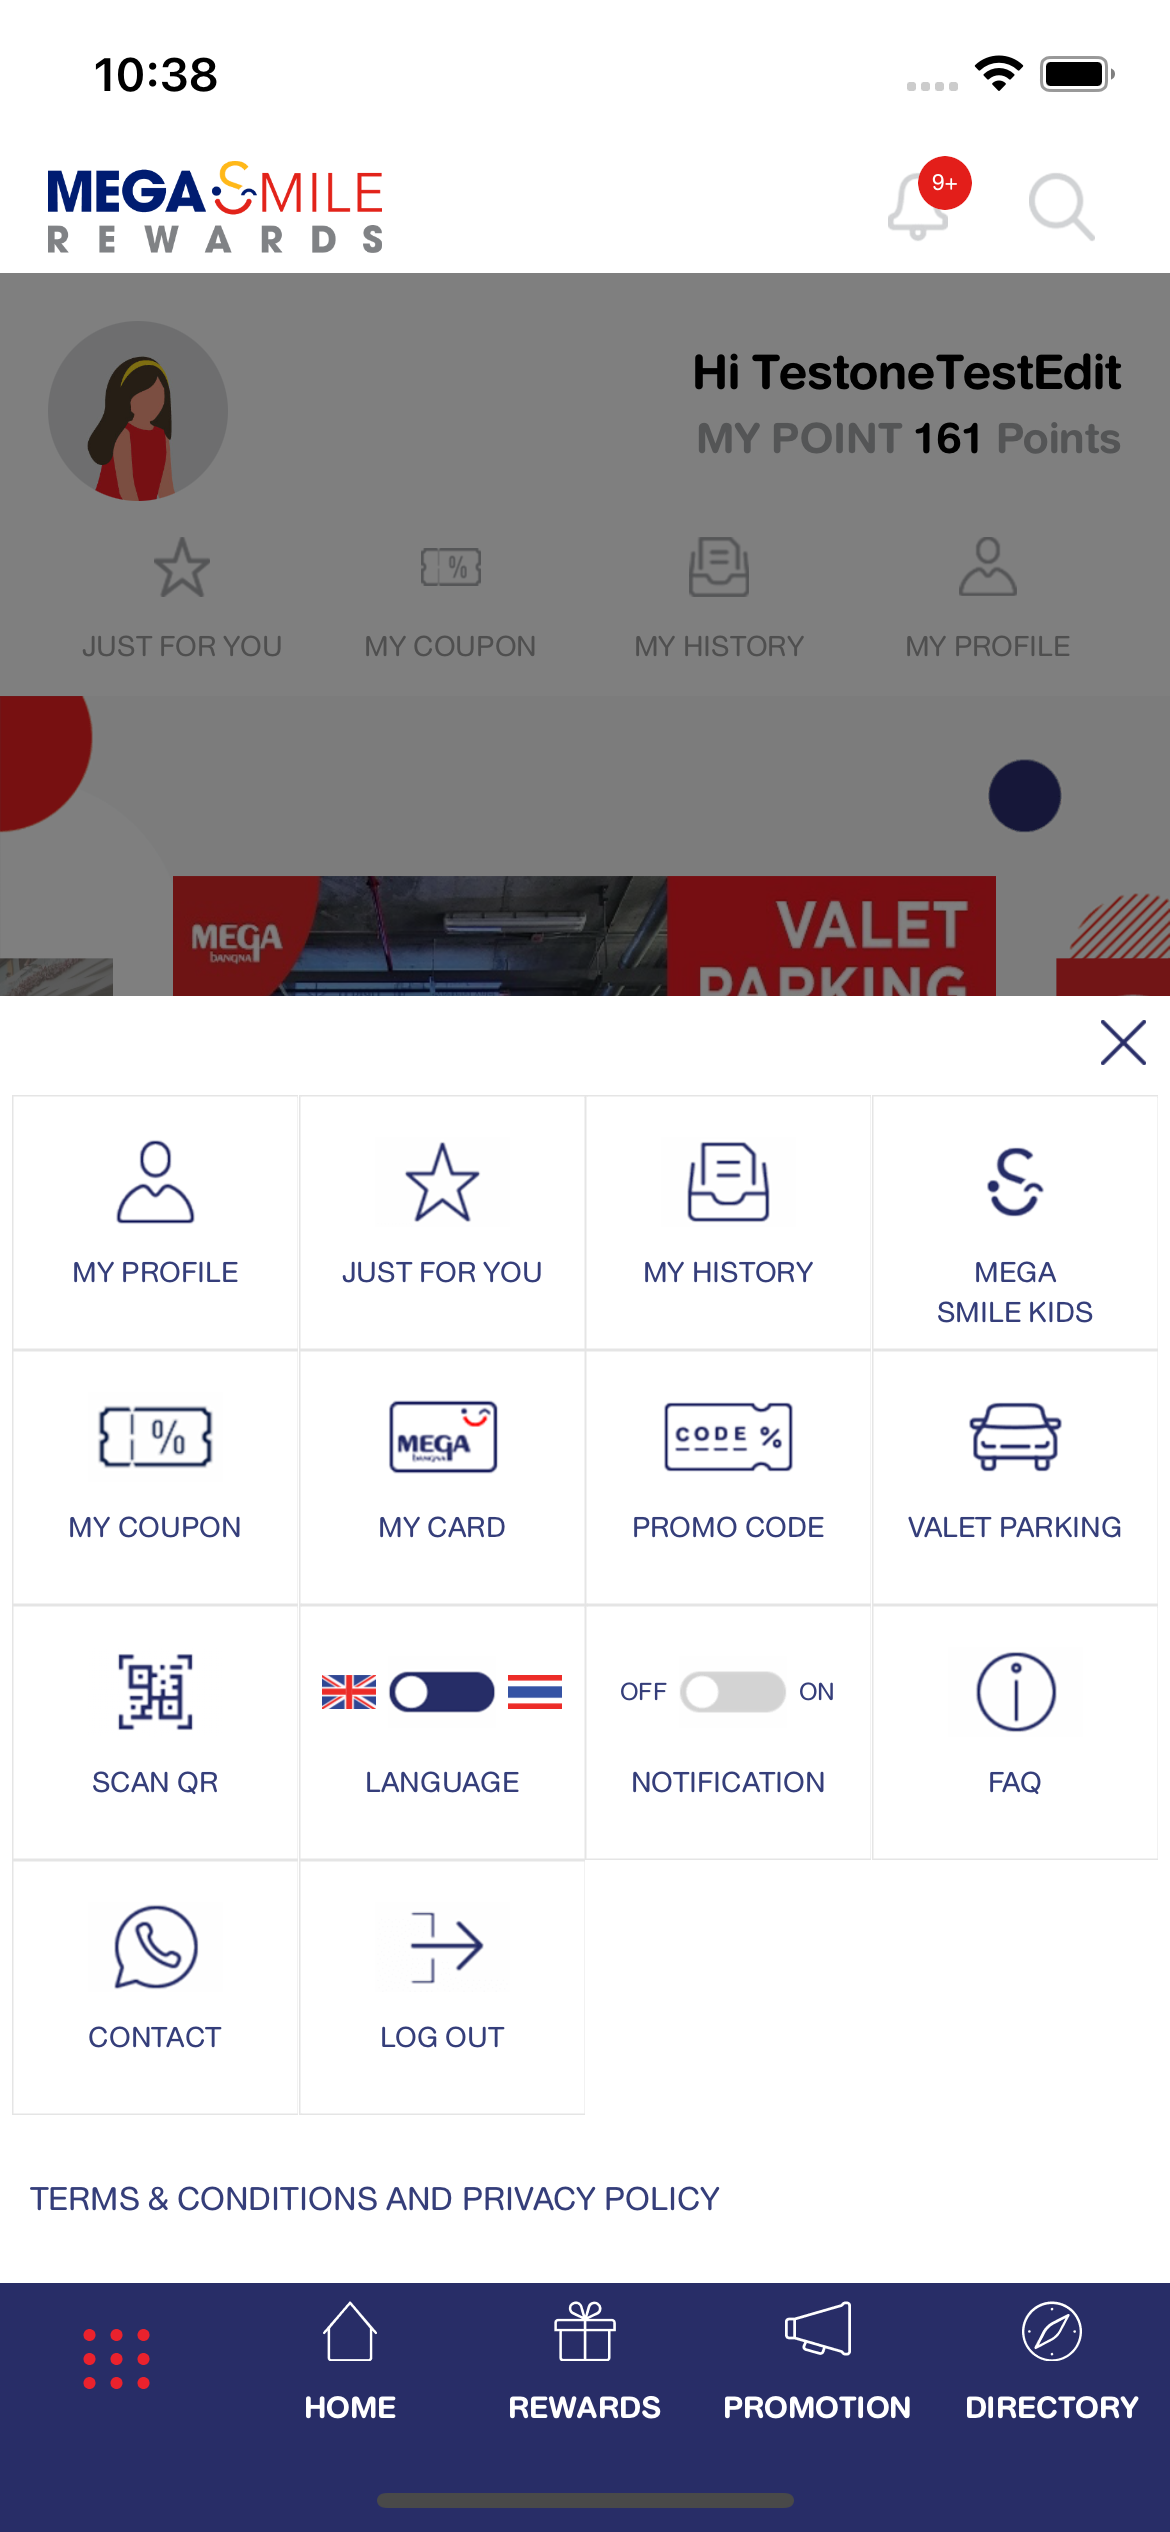 10:38
MEGA SMILE
REWARDS
9+
Hi TestoneTestEdit
MY POINT 161 Points
JUST FOR YOU
MY COUPON
MY HISTORY
MY PROFILE
MEGA
BANGNA
VALET
PARKING
MY PROFILE
JUST FOR YOU
MY HISTORY
MEGA
SMILE KIDS
%
MEGA
BANGNA
CODE %
MY COUPON
MY CARD
PROMO CODE
VALET PARKING
OFF
ON
SCAN QR
LANGUAGE
NOTIFICATION
FAQ
CONTACT
LOG OUT
TERMS & CONDITIONS AND PRIVACY POLICY
HOME
REWARDS
PROMOTION
DIRECTORY